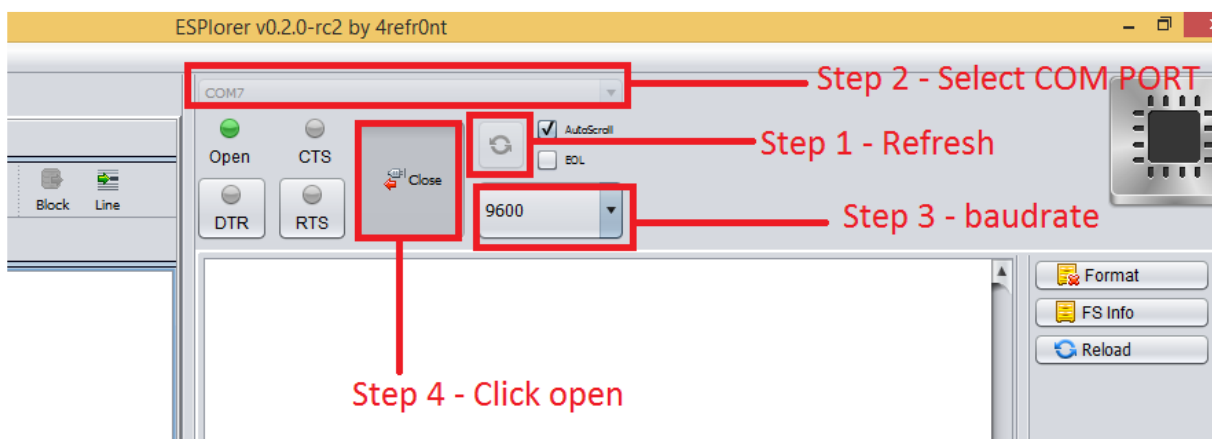 ESPlorer v0.2.0-rc2 by 4refr0nt
Step 2 - Select COM PORT
COM7
AutoScroll
Open CTS
Step 1 - Refresh
EOL
Close
Block Line
9600
Step 3 - baudrate
DTR RTS
Format
FS Info
Reload
Step 4 - Click open